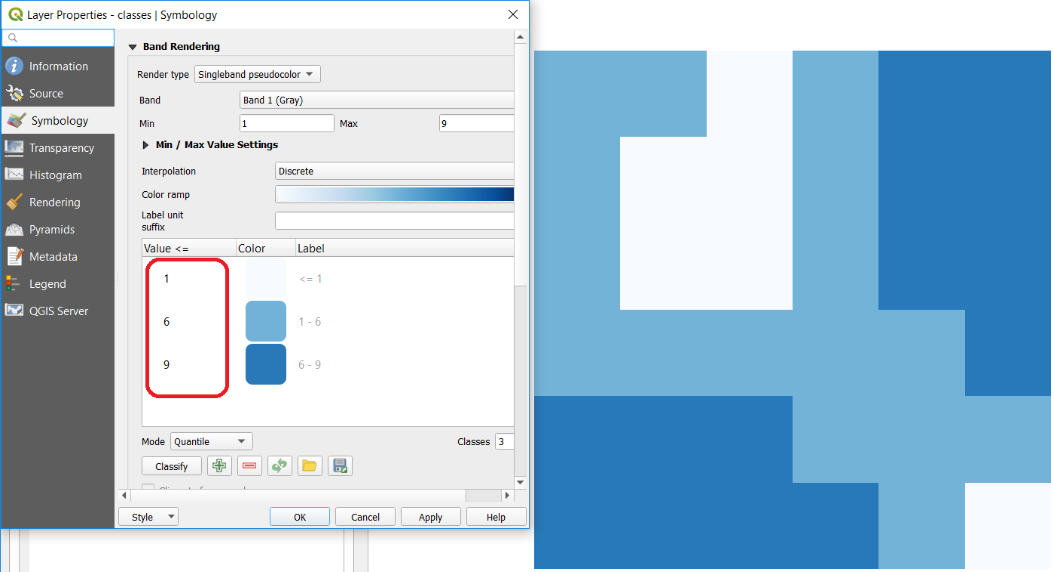 Layer Properties - classes | Symbology
Information
Source
Symbology
Transparency
Histogram
Rendering
Pyramids
Metadata
Legend
QGIS Server
Band Rendering
Render type Singleband pseudocolor
Band Band 1 (Gray)
Min 1 Max 9
Min / Max Value Settings
Interpolation Discrete
Color ramp
Label unit
suffix
Value <= Color Label
1 <= 1
6 1 - 6
9 6 - 9
Mode Quantile Classes 3
Classify
Style OK Cancel Apply Help